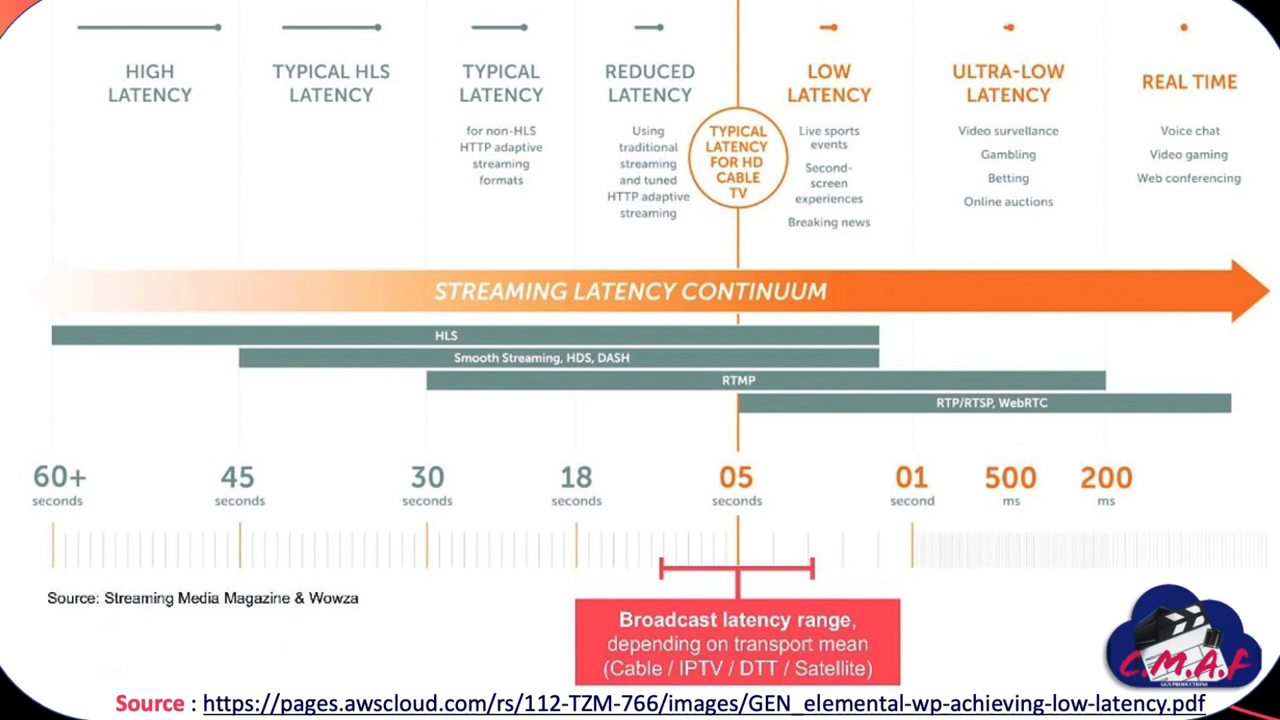 HIGH
LATENCY
TYPICAL HLS
LATENCY
TYPICAL
LATENCY
for non-HLS
HTTP adaptive
streaming
formats
REDUCED
LATENCY
Using
traditional
streaming
and tuned
HTTP adaptive
streaming
TYPICAL
LATENCY
FOR HD
CABLE
TV
LOW
LATENCY
Live sports
events
Second-
screen
experiences
Breaking news
ULTRA-LOW
LATENCY
Video survellance
Gambling
Betting
Online auctions
REAL TIME
Voice chat
Video gaming
Web conferencing
STREAMING LATENCY CONTINUUM
HLS
Smooth Streaming, HDS, DASH
RTMP
RTP/RTSP, WebRTC
60+
seconds
45
seconds
30
seconds
18
seconds
05
seconds
01
second
500
ms
200
ms
Source: Streaming Media Magazine & Wowza
Broadcast latency range,
depending on transport mean
(Cable / IPTV / DTT / Satellite)
C.M.A.F
GGS PRODUCTIONS
Source : https://pages.awscloud.com/rs/112-TZM-766/images/GEN_elemental-wp-achieving-low-latency.pdf